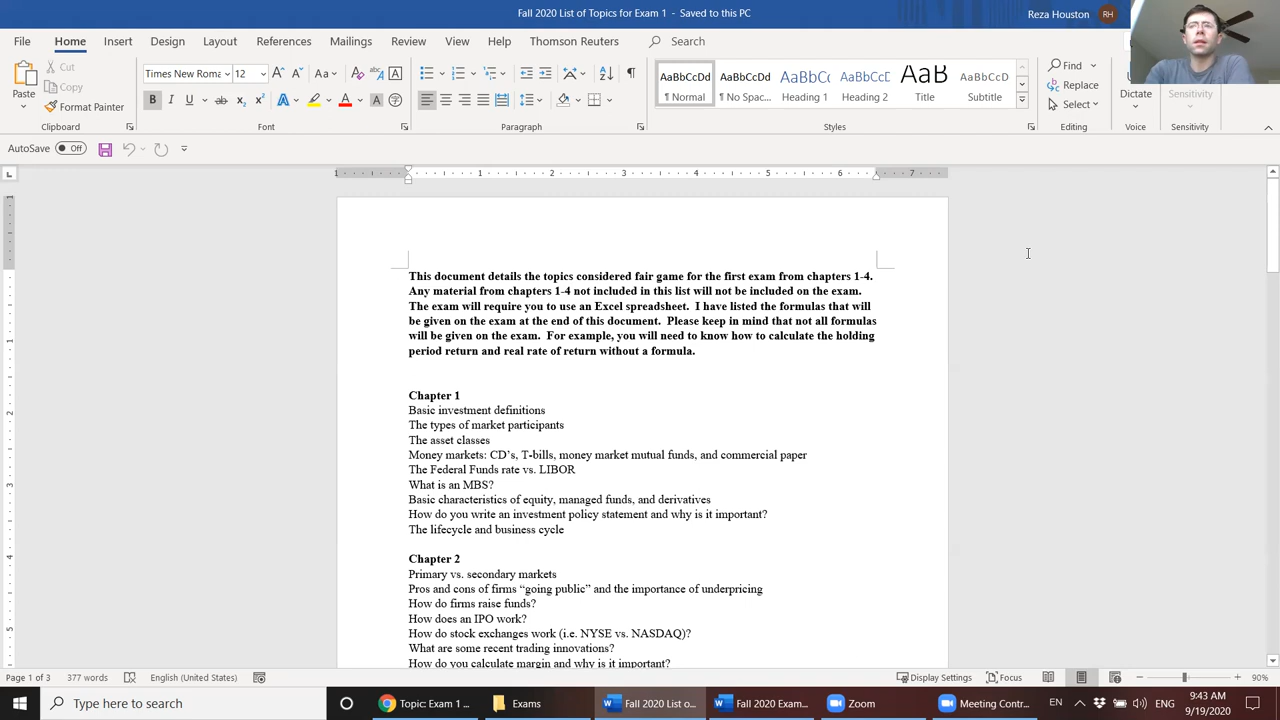 Fall 2020 List of Topics for Exam 1 - Saved to this PC
Reza Houston RH
File Home Insert Draw Design Layout References Mailings Review View Help Thomson Reuters Search
Cut
Copy
Format Painter
Paste
Times New Roma 12
Clipboard Font Paragraph Styles Editing Voice Sensitivity
AaBbCcDd AaBbCcDd AaBbCc AaBbCcE AaB AaBbCcD
¶ Normal ¶ No Spac... Heading 1 Heading 2 Title Subtitle
Find
Replace
Select
Dictate Sensitivity
AutoSave Off
This document details the topics considered fair game for the first exam from chapters 1-4.
Any material from chapters 1-4 not included in this list will not be included on the exam.
The exam will require you to use an Excel spreadsheet. I have listed the formulas that will
be given on the exam at the end of this document. Please keep in mind that not all formulas
will be given on the exam. For example, you will need to know how to calculate the holding
period return and real rate of return without a formula.
Chapter 1
Basic investment definitions
The types of market participants
The asset classes
Money markets: CD's, T-bills, money market mutual funds, and commercial paper
The Federal Funds rate vs. LIBOR
What is an MBS?
Basic characteristics of equity, managed funds, and derivatives
How do you write an investment policy statement and why is it important?
The lifecycle and business cycle
Chapter 2
Primary vs. secondary markets
Pros and cons of firms “going public” and the importance of underpricing
How do firms raise funds?
How does an IPO work?
How do stock exchanges work (i.e. NYSE vs. NASDAQ)?
What are some recent trading innovations?
How do you calculate margin and why is it important?
Page 1 of 3 377 words English (United States) Display Settings Focus 90%
Type here to search Topic: Exam 1 ... Exams Fall 2020 List o... Fall 2020 Exam... Zoom Meeting Contr... EN ENG 9:43 AM
9/19/2020